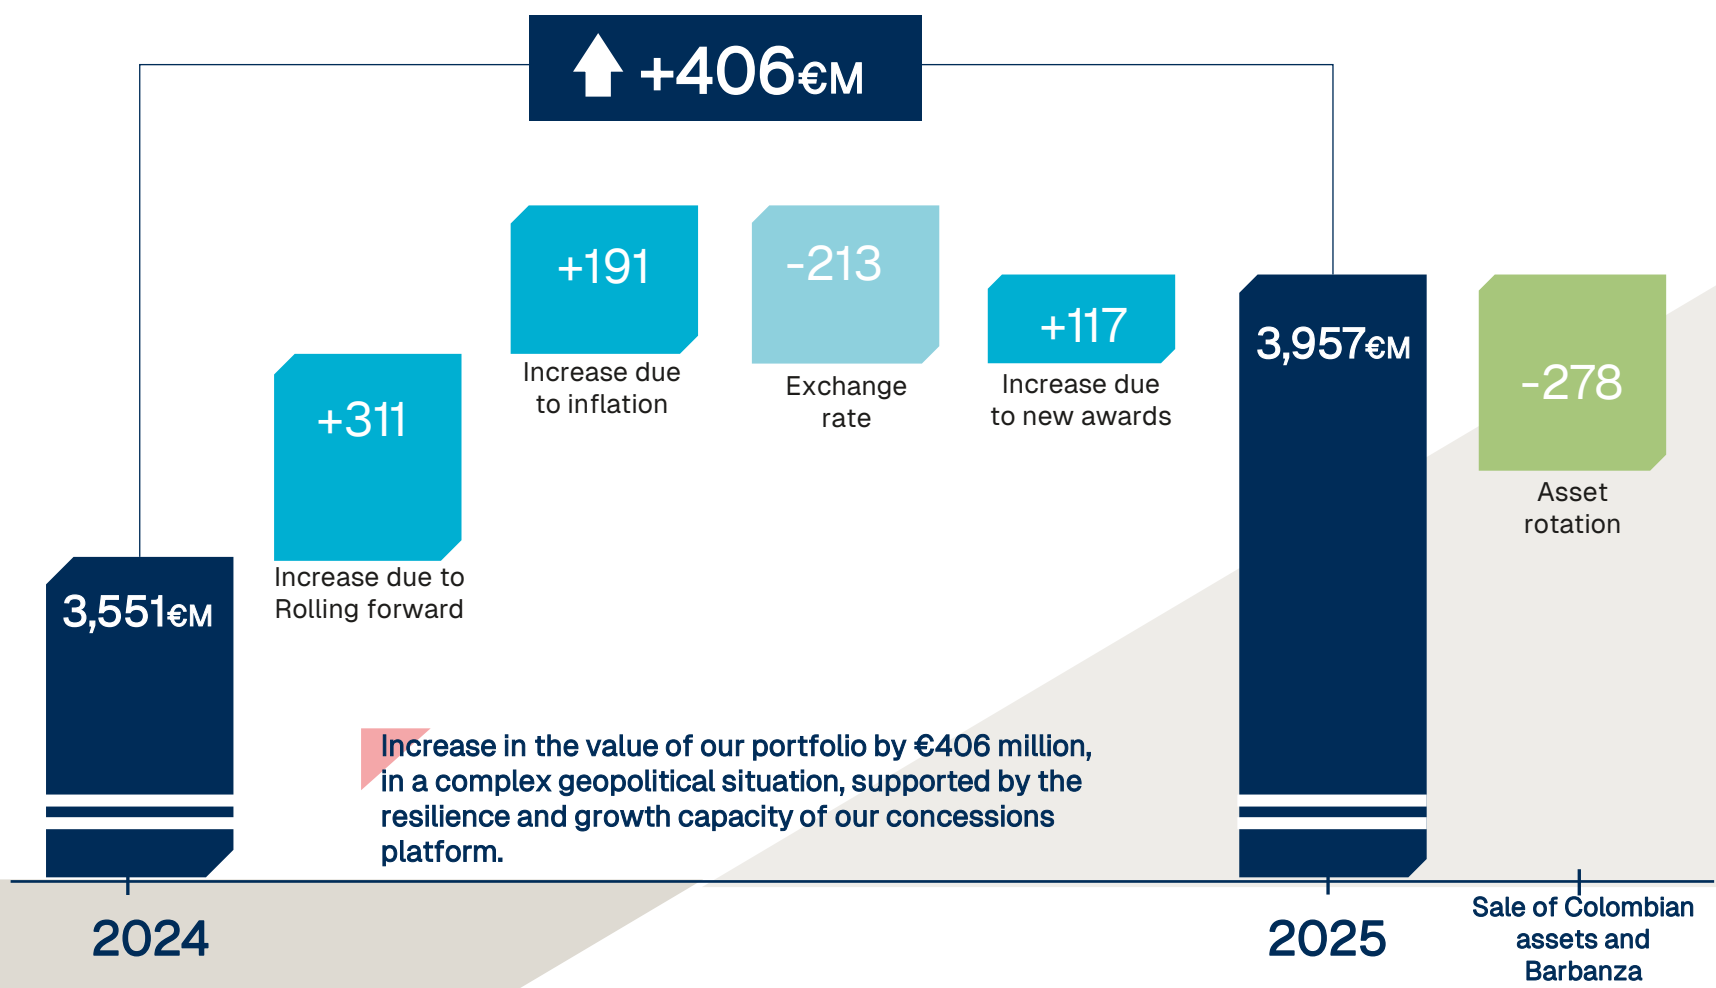 +406€M
+191
-213
+117
3,957€M
-278
+311
3,551€M
Increase due
to inflation
Exchange
rate
Increase due
to new awards
Asset
rotation
Increase due to
Rolling forward
Increase in the value of our portfolio by €406 million,
in a complex geopolitical situation, supported by the
resilience and growth capacity of our concessions
platform.
2024
2025
Sale of Colombian
assets and
Barbanza